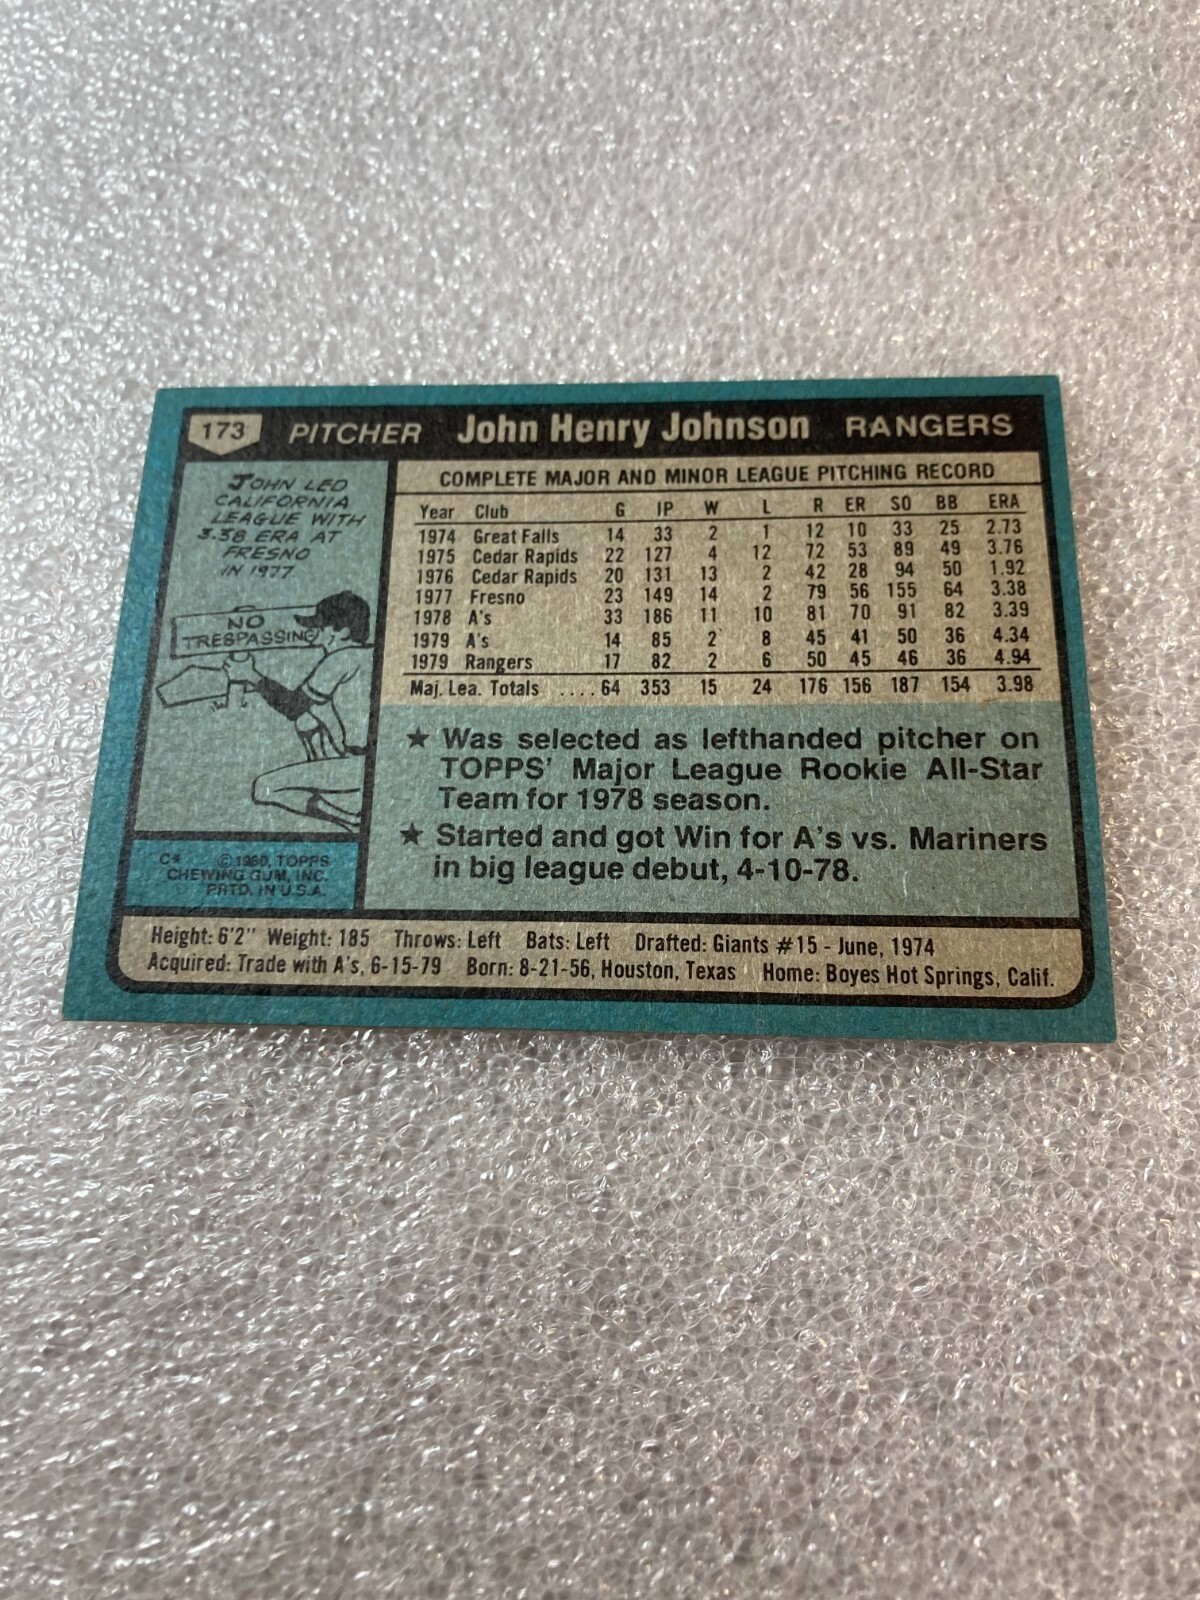 173 PITCHER John Henry Johnson RANGERS
JOHN LED
CALIFORNIA
LEAGUE WITH
3.38 ERA AT
FRESNO
IN 1977.
NO
TRESPASSING
C* © 1980, TOPPS
CHEWING GUM, INC.
PRTD. IN U.S.A.
COMPLETE MAJOR AND MINOR LEAGUE PITCHING RECORD
Year Club G IP W L R ER SO BB ERA
1974 Great Falls 14 33 2 1 12 10 33 25 2.73
1975 Cedar Rapids 22 127 4 12 72 53 89 49 3.76
1976 Cedar Rapids 20 131 13 2 42 28 94 50 1.92
1977 Fresno 23 149 14 2 79 56 155 64 3.38
1978 A's 33 186 11 10 81 70 91 82 3.39
1979 A's 14 85 2 8 45 41 50 36 4.34
1979 Rangers 17 82 2 6 50 45 46 36 4.94
Maj. Lea. Totals ....64 353 15 24 176 156 187 154 3.98
★ Was selected as lefthanded pitcher on
TOPPS' Major League Rookie All-Star
Team for 1978 season.
★ Started and got Win for A's vs. Mariners
in big league debut, 4-10-78.
Height: 6'2" Weight: 185 Throws: Left Bats: Left Drafted: Giants #15 - June, 1974
Acquired: Trade with A's, 6-15-79 Born: 8-21-56, Houston, Texas Home: Boyes Hot Springs, Calif.